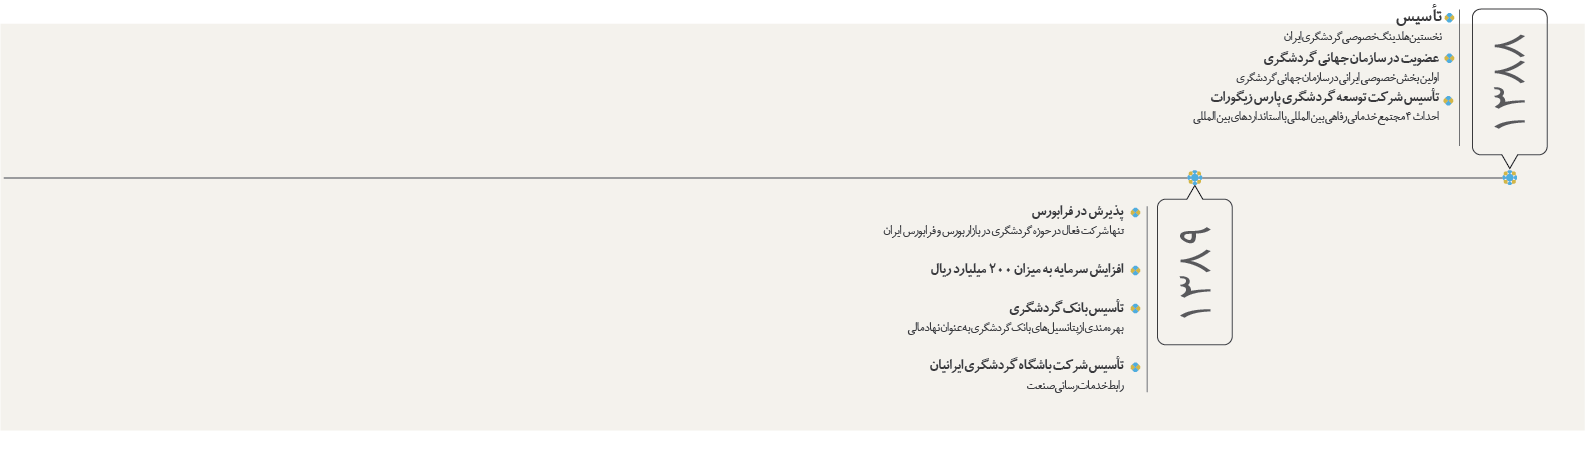 ۱۳۸۸
تأسیس
نخستین هلدینگ خصوصی گردشگری ایران
عضویت در سازمان جهانی گردشگری
اولین بخش خصوصی ایرانی در سازمان جهانی گردشگری
تأسیس شرکت توسعه گردشگری پارس زیگورات
احداث ۴ مجتمع خدماتی رفاهی بین المللی با استانداردهای بین المللی
۱۳۸۹
پذیرش در فرابورس
تنها شرکت فعال در حوزه گردشگری در بازار بورس و فرابورس ایران
افزایش سرمایه به میزان ۲۰۰ میلیارد ریال
تأسیس بانک گردشگری
بهره‌مندی از پتانسیل‌های بانک گردشگری به عنوان نهاد مالی
تأسیس شرکت باشگاه گردشگری ایرانیان
رابط خدمات رسانی صنعت